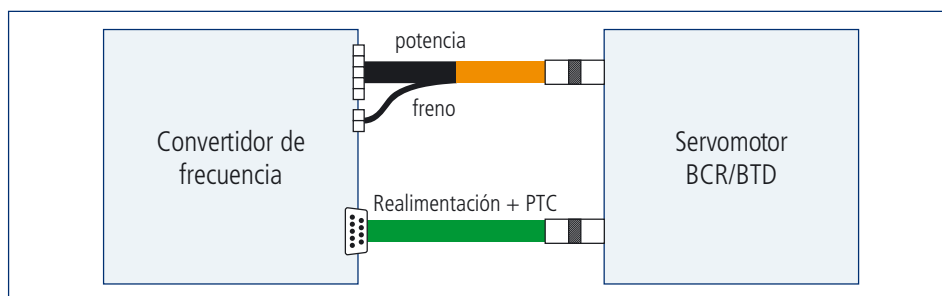 potencia
freno
Convertidor de
frecuencia
Servomotor
BCR/BTD
Realimentación + PTC